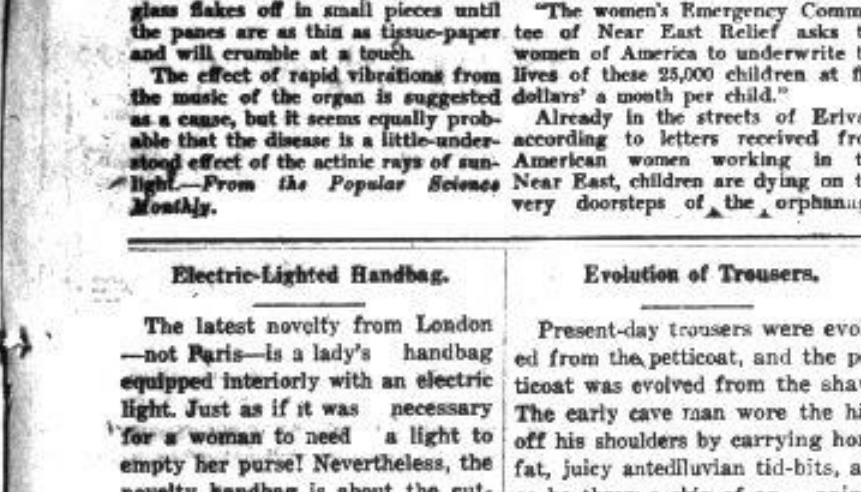 glass flakes off in small pieces until
the panes are as thin as tissue-paper
and will crumble at a touch.
The effect of rapid vibrations from
the music of the organ is suggested
as a cause, but it seems equally prob-
able that the disease is a little-under-
stood effect of the actinic rays of sun-
light.—From the Popular Science
Monthly.
Electric-Lighted Handbag.
The latest novelty from London
—not Paris—is a lady's handbag
equipped interiorly with an electric
light. Just as if it was necessary
for a woman to need a light to
empty her purse! Nevertheless, the
novelty handbag is about the cut-
"The women's Emergency Comm
tee of Near East Relief asks
women of America to underwrite
lives of these 25,000 children at
dollars' a month per child."
Already in the streets of Eriv
according to letters received
American women working in
Near East, children are dying on
very doorsteps of the
Evolution of Trousers.
Present-day trousers were evo
ed from the petticoat, and the
ticoat was evolved from the
The early cave man wore the
off his shoulders by carrying
fat, juicy antediluvian tid-bits,